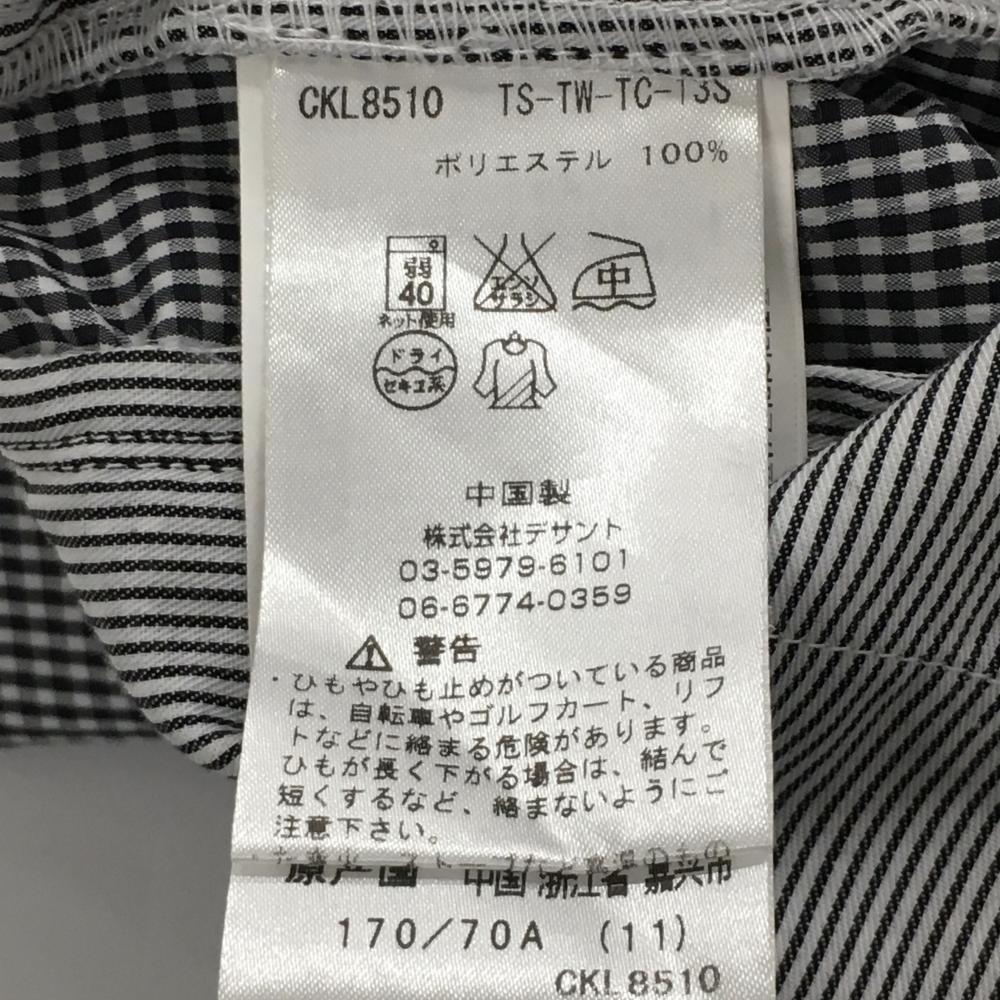 CKL8510 TS-TW-TC-13S
ポリエステル 100%
弱
40
ネット使用
エンソ
サラシ
中
ドライ
セキユ系
中国製
株式会社デサント
03-5979-6101
06-6774-0359
警告
・ひもやひも止めがついている商品
は、自転車やゴルフカート、リフ
トなどに絡まる危険があります。
ひもが長く下がる場合は、結んで
短くするなど、絡まないようにご
注意下さい。
原产国 中国 浙江省 嘉兴市
170/70A (11)
CKL8510